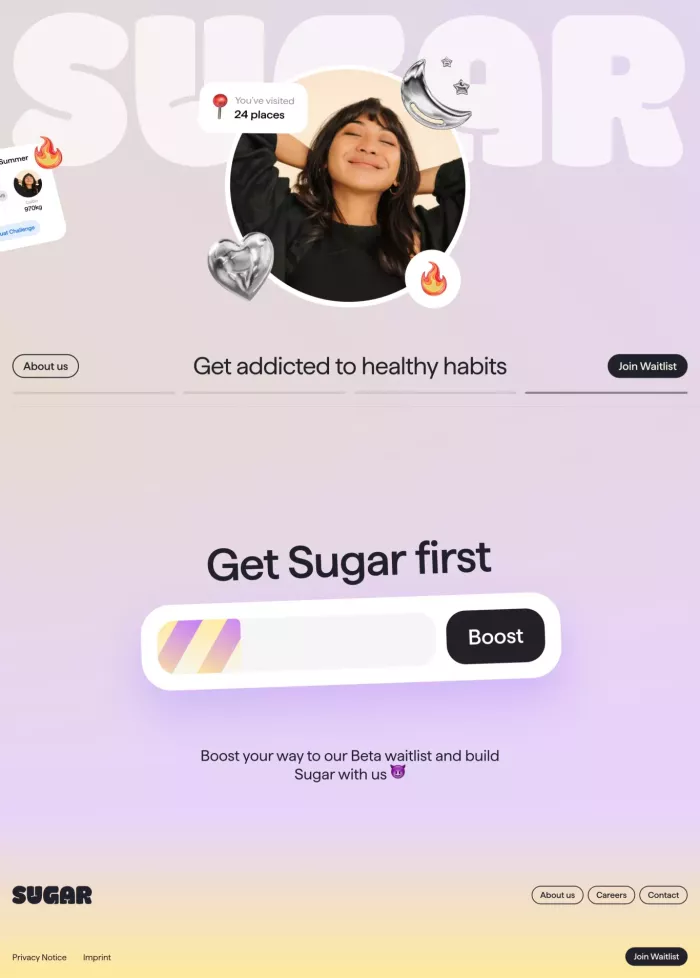 SUGAR
You've visited
24 places
Summer
970kg
Challenge
About us
Get addicted to healthy habits
Join Waitlist
Get Sugar first
Boost
Boost your way to our Beta waitlist and build
Sugar with us 😈
SUGAR
About us
Careers
Contact
Privacy Notice
Imprint
Join Waitlist